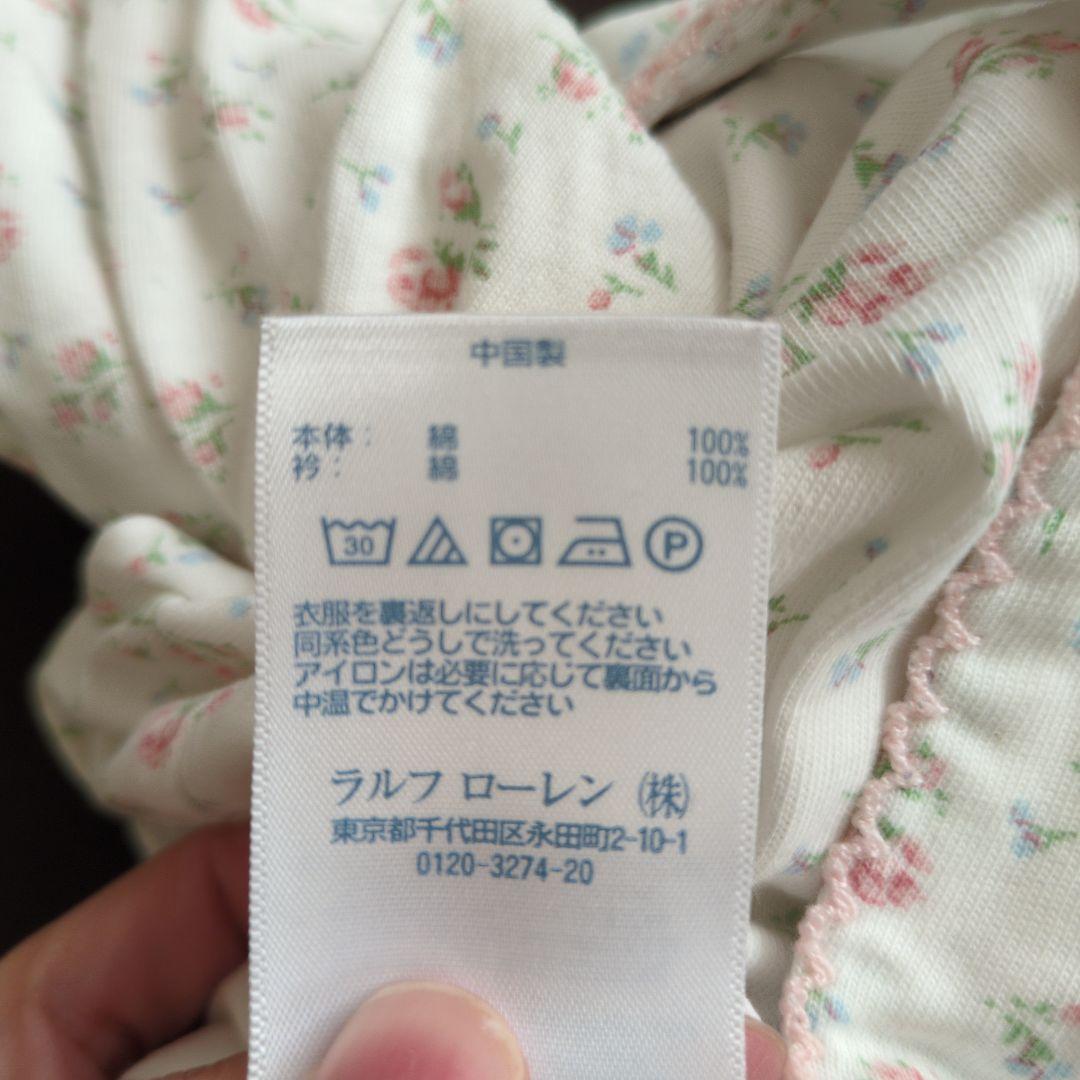 中国製
本体： 綿 100%
衿： 綿 100%
30 P
衣服を裏返しにしてください
同系色どうしで洗ってください
アイロンは必要に応じて裏面から
中温でかけてください
ラルフ ローレン ㈱
東京都千代田区永田町2-10-1
0120-3274-20